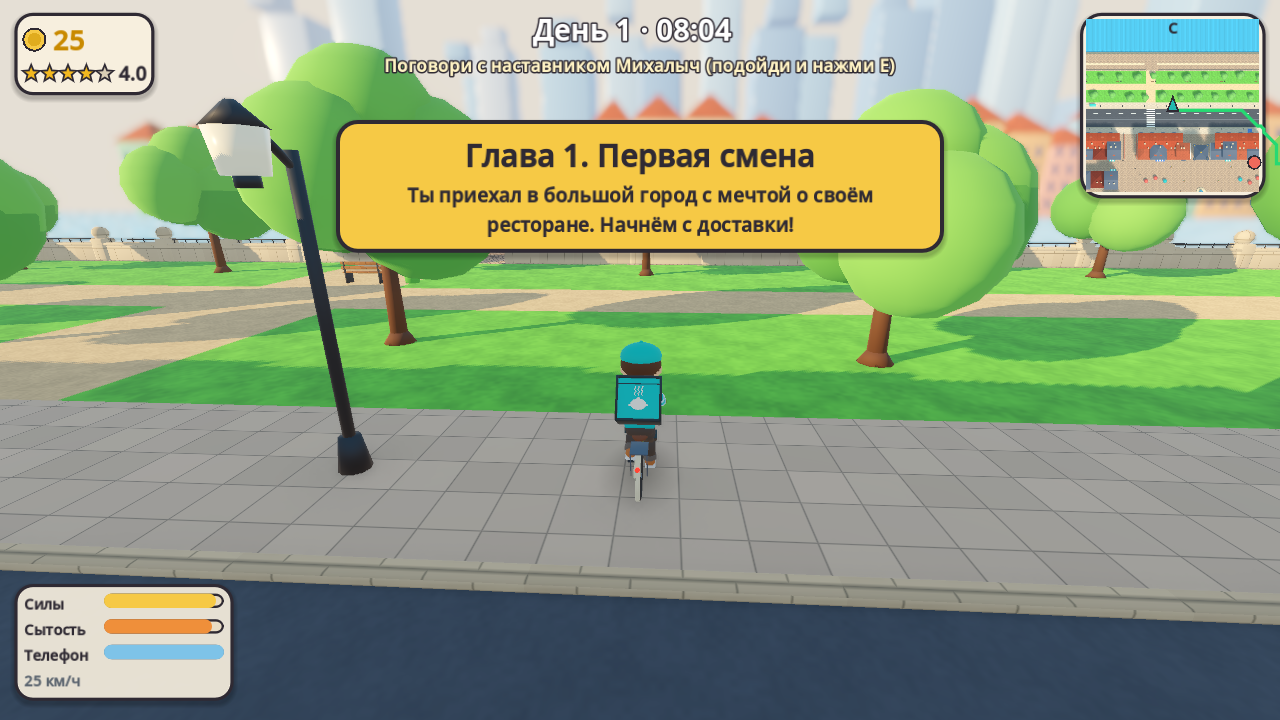 25
4.0
День 1 · 08:04
Поговори с наставником Михалыч (подойди и нажми E)
С
Глава 1. Первая смена
Ты приехал в большой город с мечтой о своём
ресторане. Начнём с доставки!
Силы
Сытость
Телефон
25 км/ч